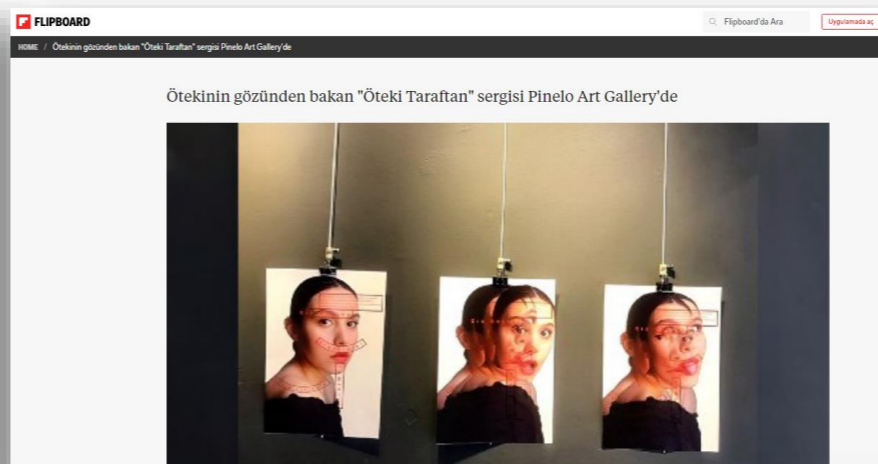 FLIPBOARD
Flipboard'da Ara
Uygulamada aç
HOME / Ötekinin gözünden bakan "Öteki Taraftan" sergisi Pinelo Art Gallery'de
Ötekinin gözünden bakan "Öteki Taraftan" sergisi Pinelo Art Gallery'de